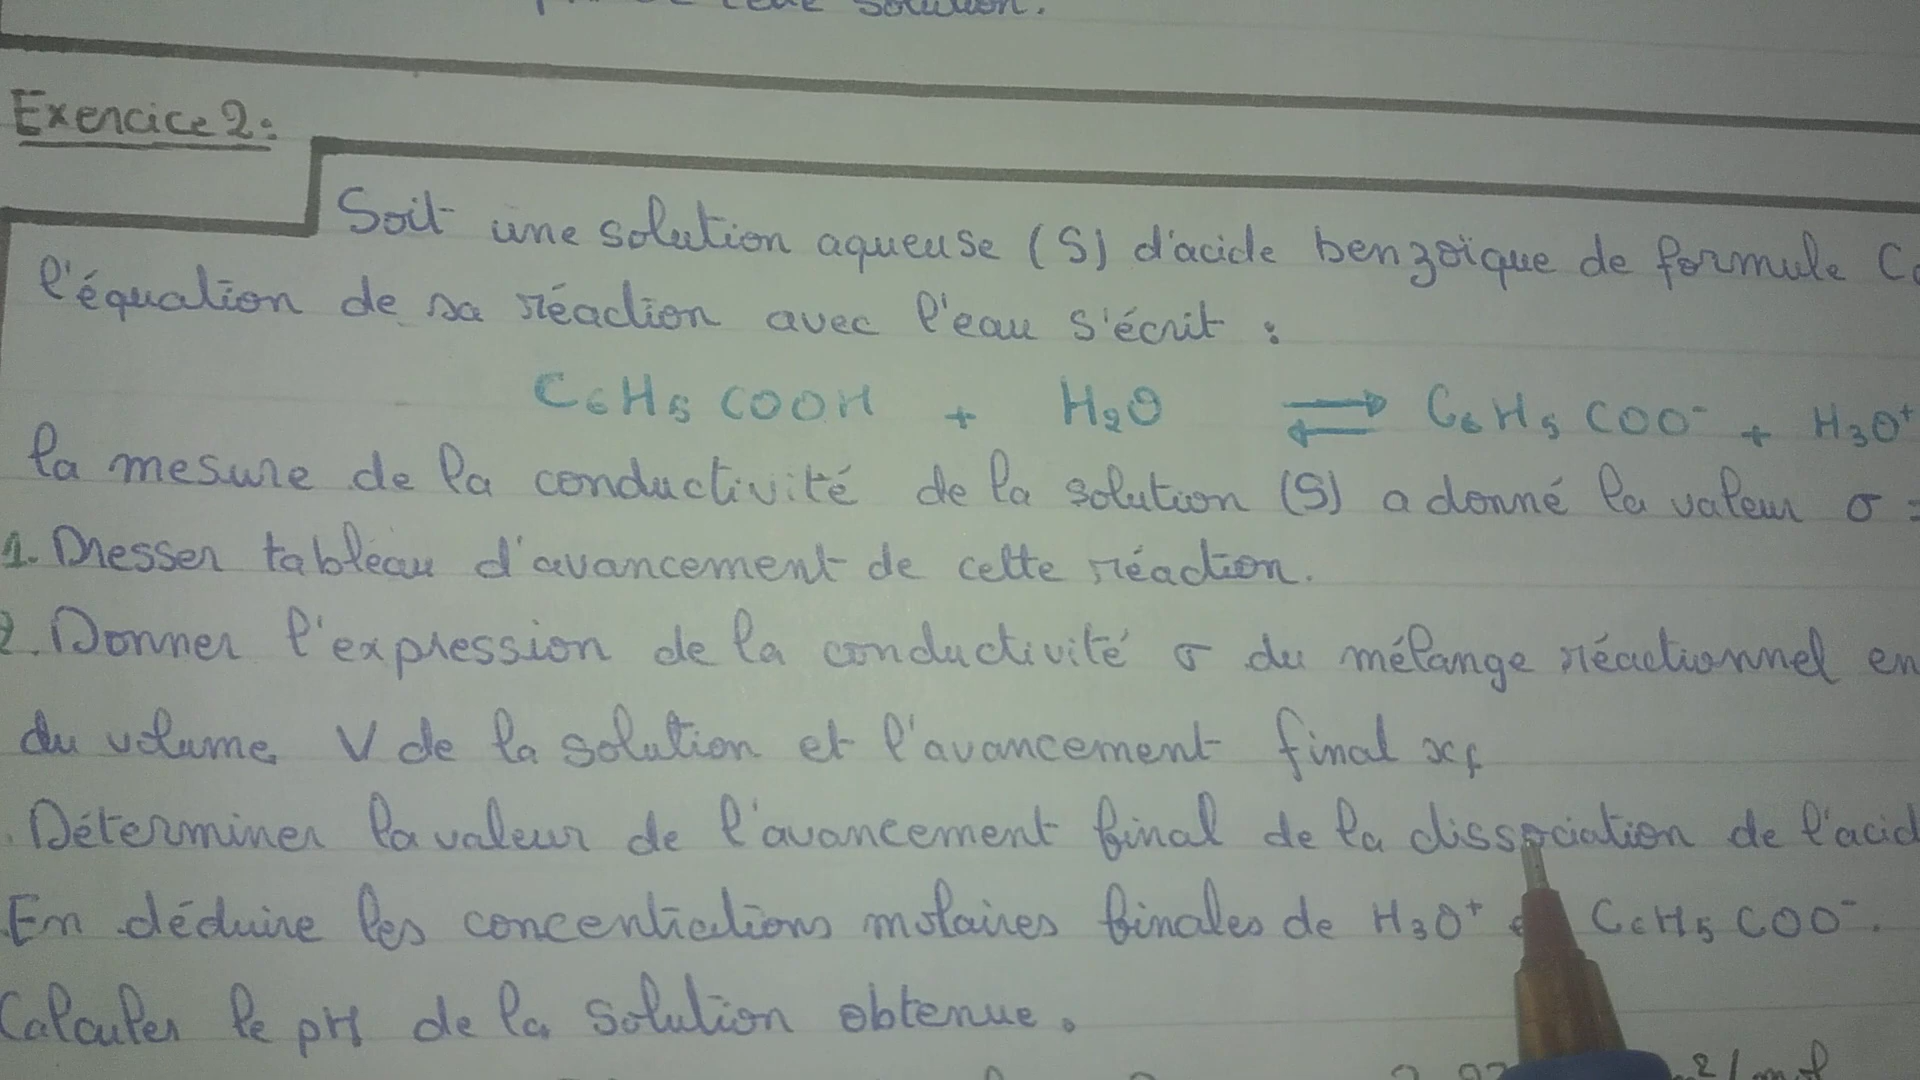 solution.
Exercice 2:
Soit une solution aqueuse (S) d'acide benzoïque de formule C
l'équation de sa réaction avec l'eau s'écrit :
C6H5COOH + H2O ⇌ C6H5COO- + H3O+
la mesure de la conductivité de la solution (S) a donné la valeur σ =
1. Dresser tableau d'avancement de cette réaction.
2. Donner l'expression de la conductivité σ du mélange réactionnel en
du volume V de la solution et l'avancement final xf
. Déterminer la valeur de l'avancement final de la dissociation de l'acid
.En déduire les concentrations molaires finales de H3O+ C6H5COO-.
Calculer le pH de la solution obtenue.